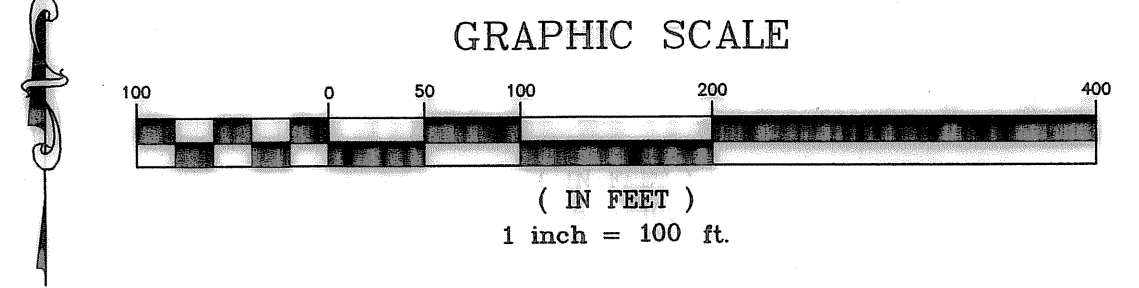 GRAPHIC SCALE
100 0 50 100 200 400
( IN FEET )
1 inch = 100 ft.